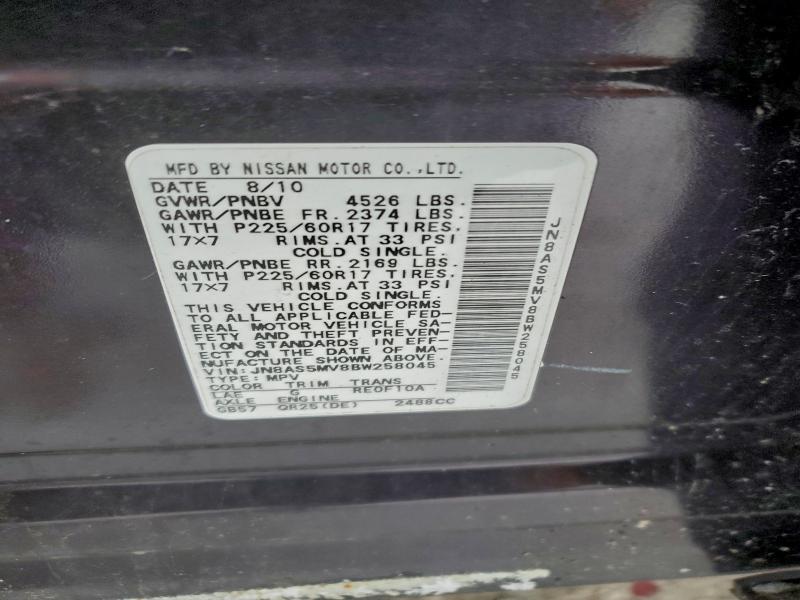 MFD BY NISSAN MOTOR CO.,LTD.
DATE 8/10
GVWR/PNBV 4526 LBS.
GAWR/PNBE FR. 2374 LBS.
WITH P225/60R17 TIRES.
17X7 RIMS.AT 33 PSI
COLD SINGLE.
GAWR/PNBE RR. 2169 LBS.
WITH P225/60R17 TIRES.
17X7 RIMS.AT 33 PSI
COLD SINGLE.
THIS VEHICLE CONFORMS
TO ALL APPLICABLE FED-
ERAL MOTOR VEHICLE SA-
FETY AND THEFT PREVEN-
TION STANDARDS IN EFF-
ECT ON THE DATE OF MA-
NUFACTURE SHOWN ABOVE.
VIN: JN8AS5MV8BW258045
TYPE: MPV
COLOR TRIM TRANS
LAE G RE0F10A
AXLE ENGINE
GB57 QR25(DE) 2488CC
JN8AS5MV8BW258045